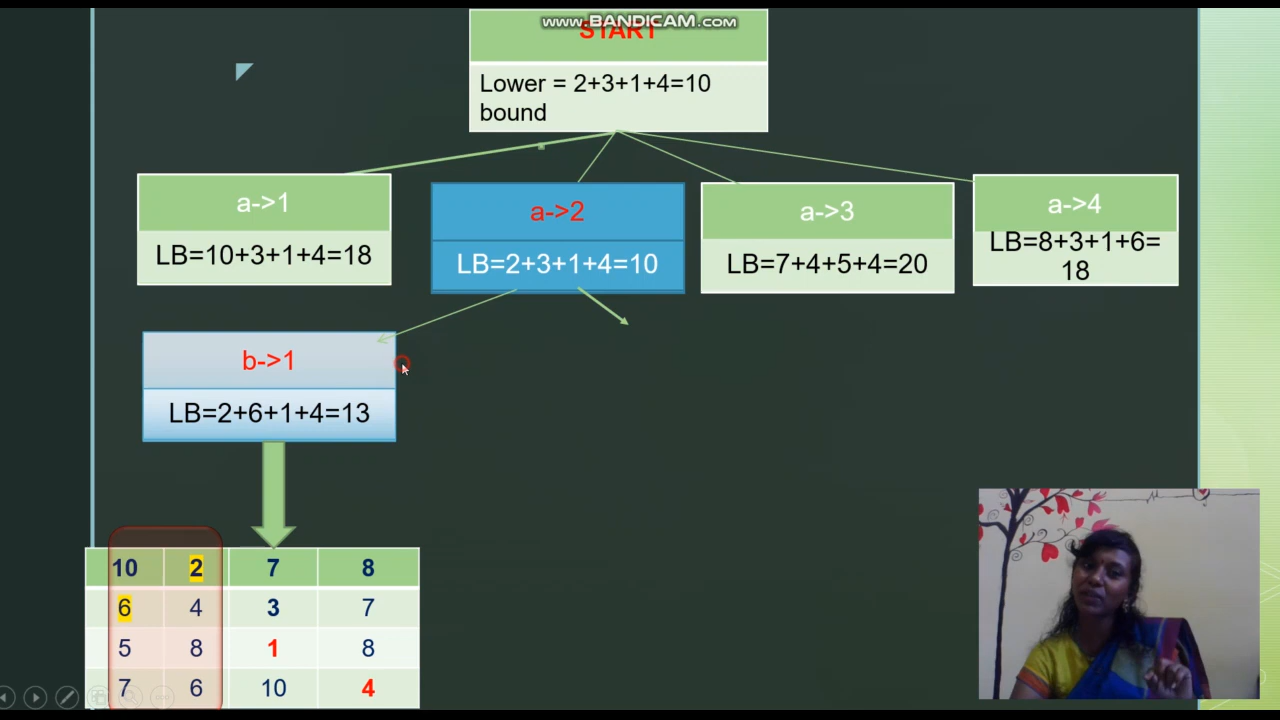 www.BANDICAM.com
START
Lower = 2+3+1+4=10
bound
a->1
LB=10+3+1+4=18
a->2
LB=2+3+1+4=10
a->3
LB=7+4+5+4=20
a->4
LB=8+3+1+6=
18
b->1
LB=2+6+1+4=13
10 2 7 8
6 4 3 7
5 8 1 8
7 6 10 4